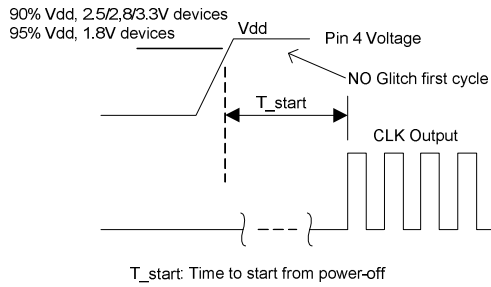 90% Vdd, 2.5/2,8/3.3V devices
95% Vdd, 1.8V devices
Vdd
Pin 4 Voltage
NO Glitch first cycle
T_start
CLK Output
T_start: Time to start from power-off